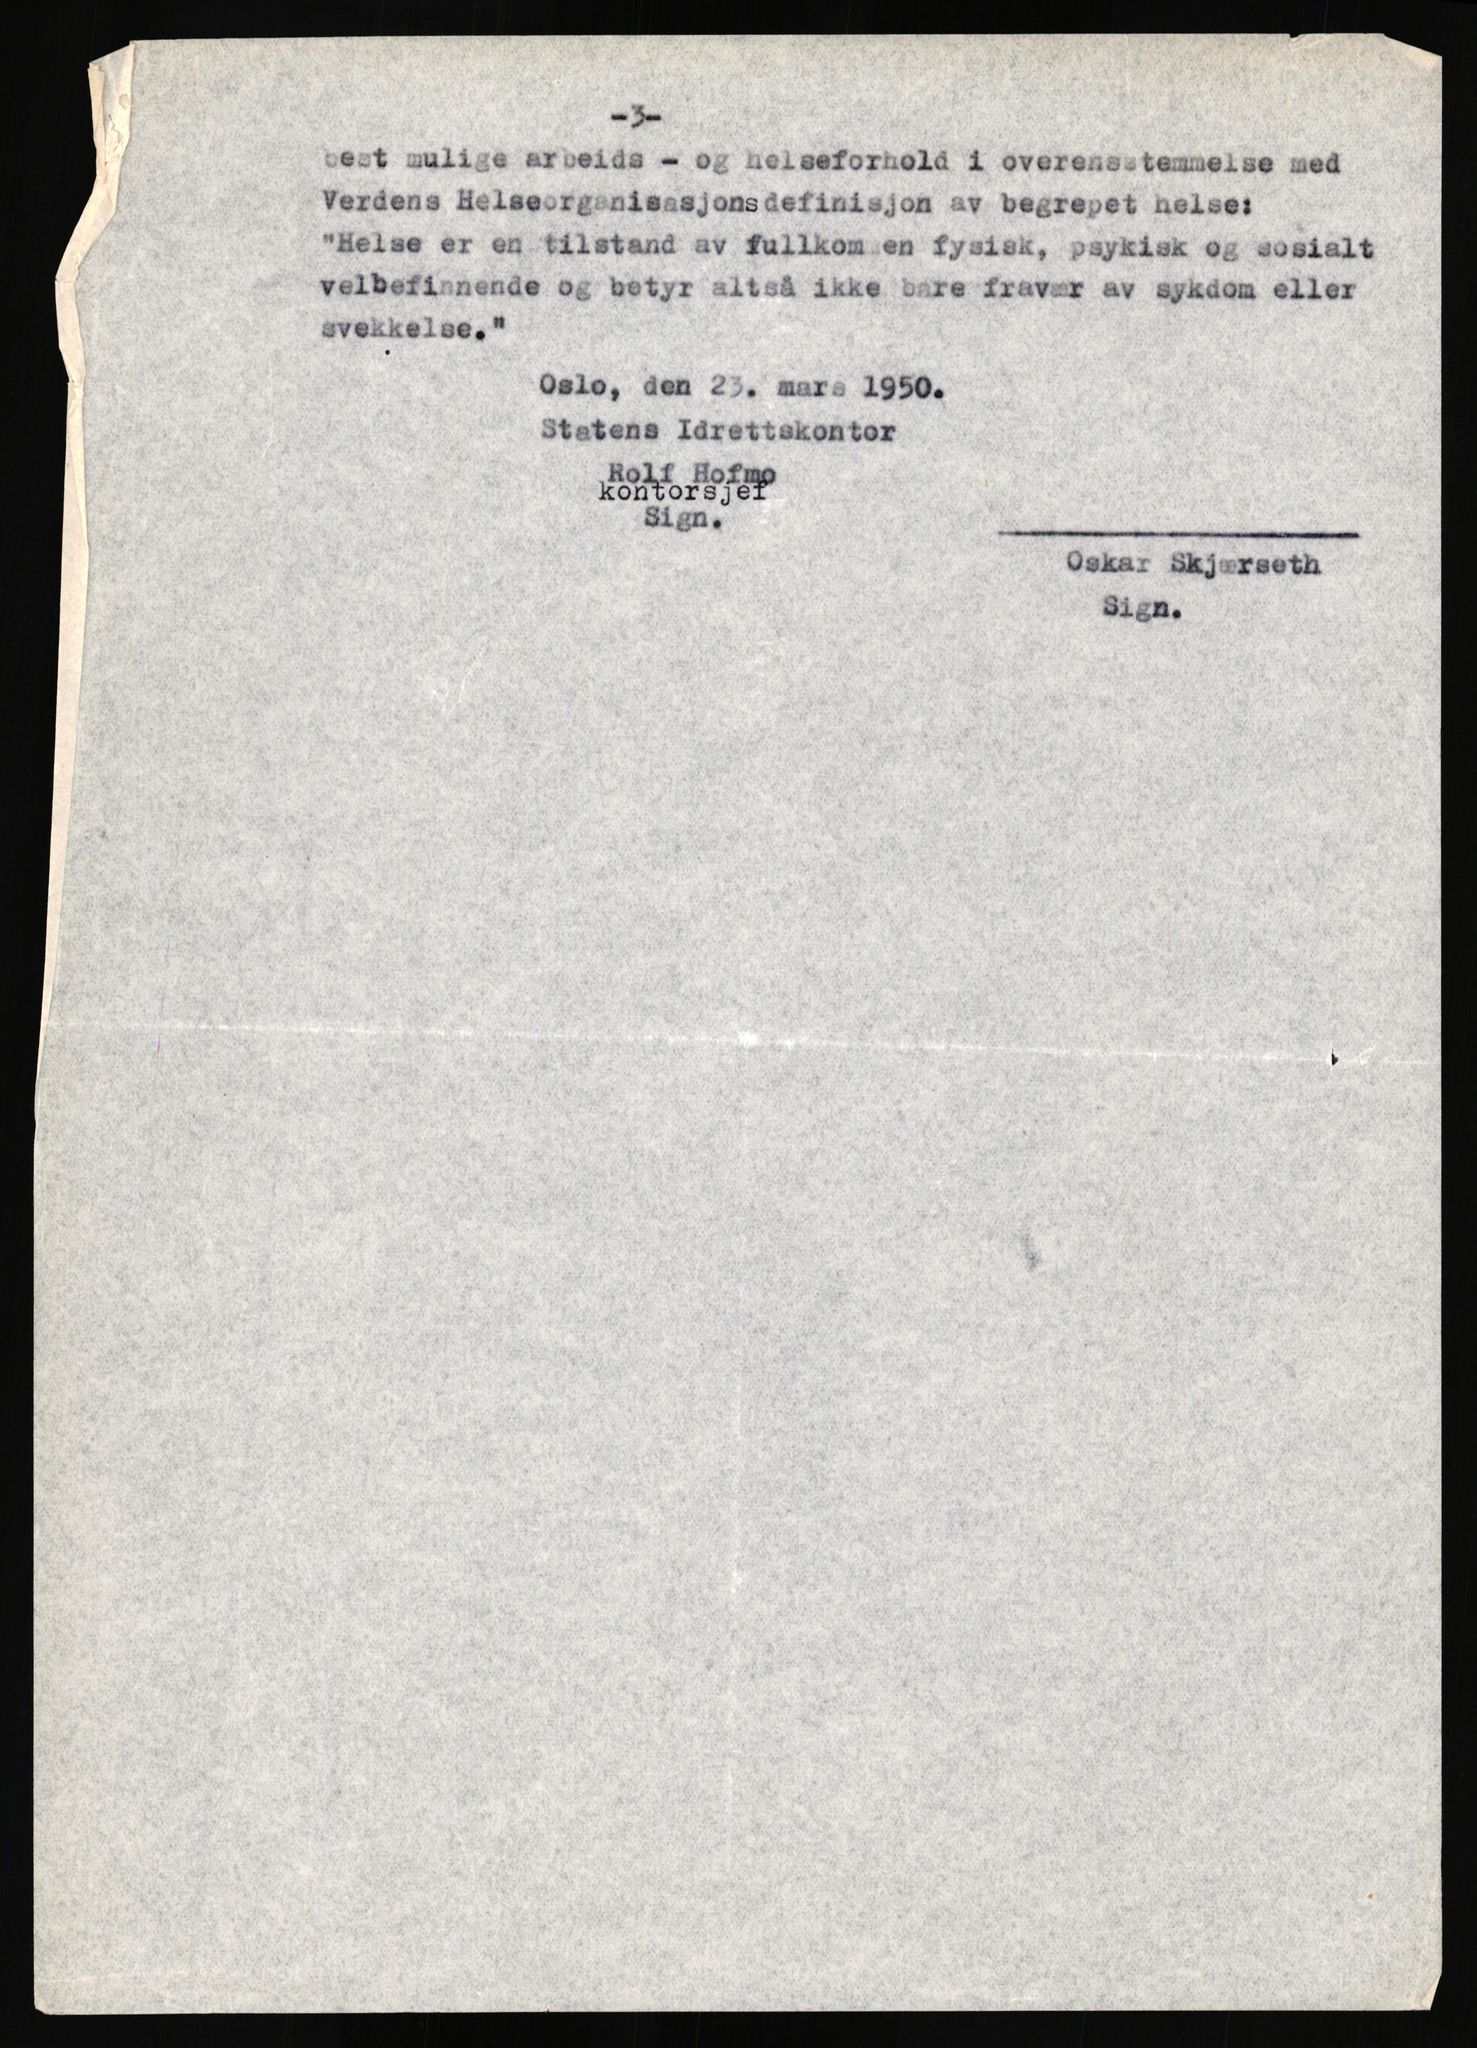 -3-
best mulige arbeids - og helseforhold i overensstemmelse med
Verdens Helseorganisasjonsdefinisjon av begrepet helse:
"Helse er en tilstand av fullkommen fysisk, psykisk og sosialt
velbefinnende og betyr altså ikke bare fravær av sykdom eller
svekkelse."
Oslo, den 23. mars 1950.
Statens Idrettskontor
Rolf Hofmo
kontorsjef
Sign.
Oskar Skjærseth
Sign.